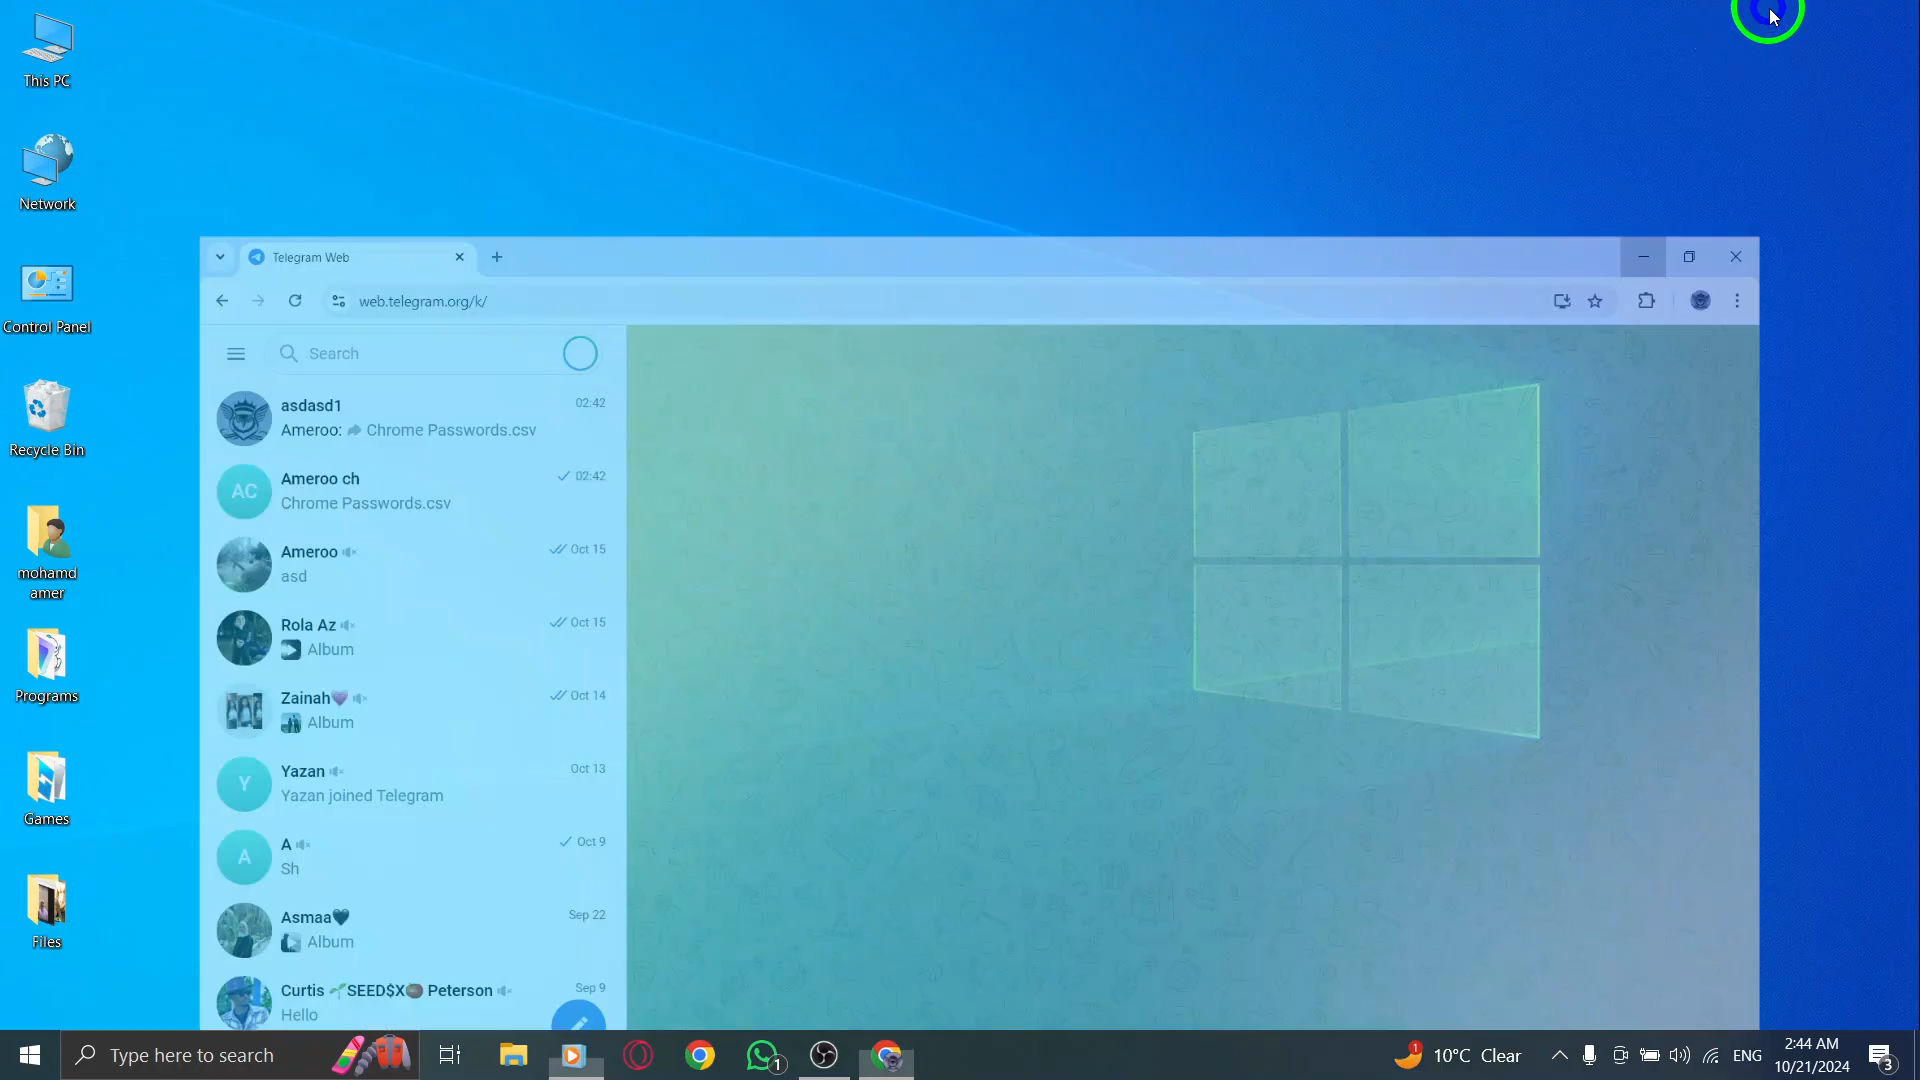 This PC
Network
Control Panel
Recycle Bin
mohamd
amer
Programs
Games
Files
Telegram Web
web.telegram.org/k/
Search
asdasd1 02:42
Ameroo: Chrome Passwords.csv
AC
Ameroo ch 02:42
Chrome Passwords.csv
Ameroo Oct 15
asd
Rola Az Oct 15
Album
Zainah💜 Oct 14
Album
Y
Yazan Oct 13
Yazan joined Telegram
A
A Oct 9
Sh
Asmaa🖤 Sep 22
Album
Curtis 🌱SEED$X🍅 Peterson Sep 9
Hello
Type here to search
1
1
10°C Clear
ENG
2:44 AM
10/21/2024
3